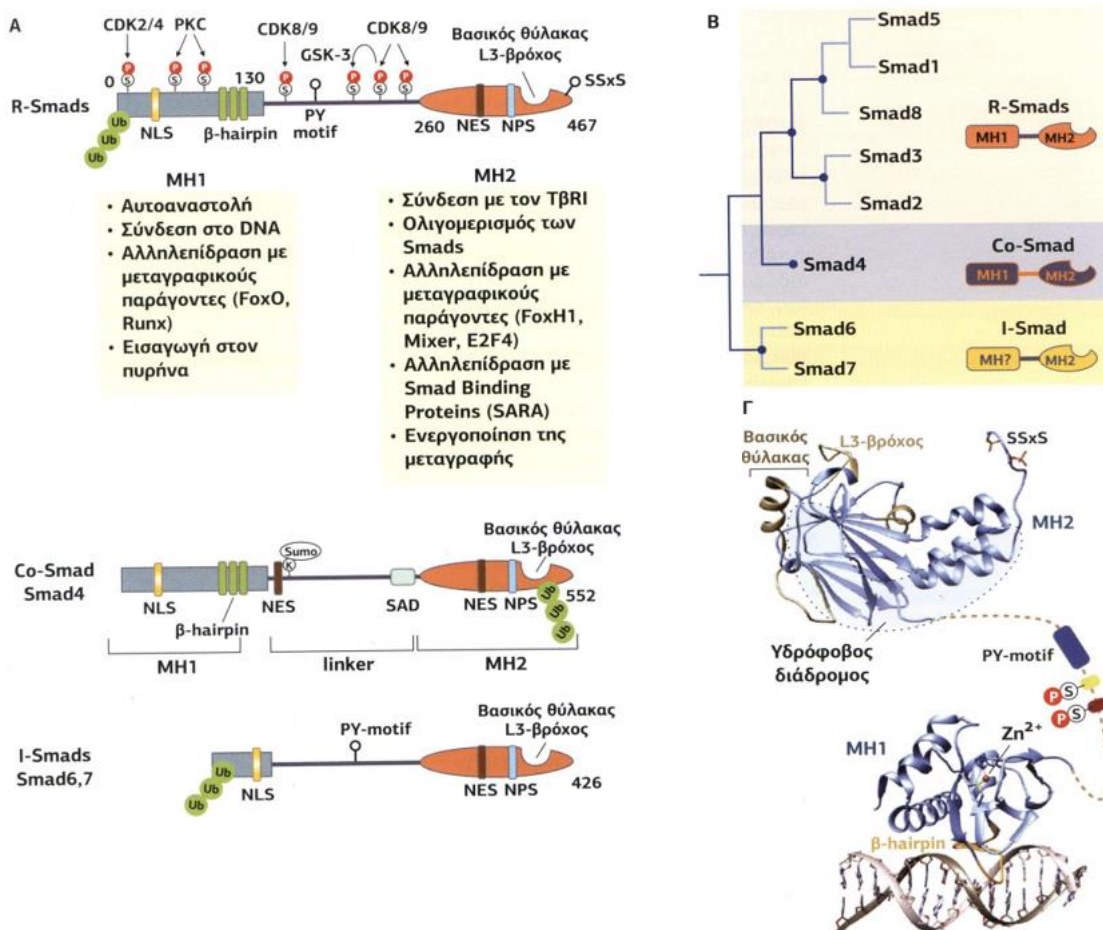 A
CDK2/4
PKC
CDK8/9
GSK-3
CDK8/9
Βασικός θύλακας
L3-βρόχος
P
P
P
P
P
P
P
S
S
S
S
S
S
S
0
130
SSxS
R-Smads
Ub
Ub
Ub
NLS
β-hairpin
PY
motif
260
NES
NPS
467
MH1
• Αυτοαναστολή
• Σύνδεση στο DNA
• Αλληλεπίδραση με
μεταγραφικούς
παράγοντες (FoxO,
Runx)
• Εισαγωγή στον
πυρήνα
MH2
• Σύνδεση με τον TβRI
• Ολιγομερισμός των
Smads
• Αλληλεπίδραση με
μεταγραφικούς
παράγοντες (FoxH1,
Mixer, E2F4)
• Αλληλεπίδραση με
Smad Binding
Proteins (SARA)
• Ενεργοποίηση της
μεταγραφής
Co-Smad
Smad4
Sumo
K
Βασικός θύλακας
L3-βρόχος
NLS
β-hairpin
NES
SAD
NES
NPS
Ub
Ub
Ub
552
MH1
linker
MH2
I-Smads
Smad6,7
PY-motif
Βασικός θύλακας
L3-βρόχος
Ub
Ub
Ub
NLS
NES
NPS
426
B
Smad5
Smad1
Smad8
Smad3
Smad2
R-Smads
MH1
MH2
Smad4
Co-Smad
MH1
MH2
Smad6
Smad7
I-Smad
MH?
MH2
Γ
Βασικός
θύλακας
L3-βρόχος
SSxS
MH2
Υδρόφοβος
διάδρομος
PY-motif
P
S
P
S
MH1
Zn2+
β-hairpin